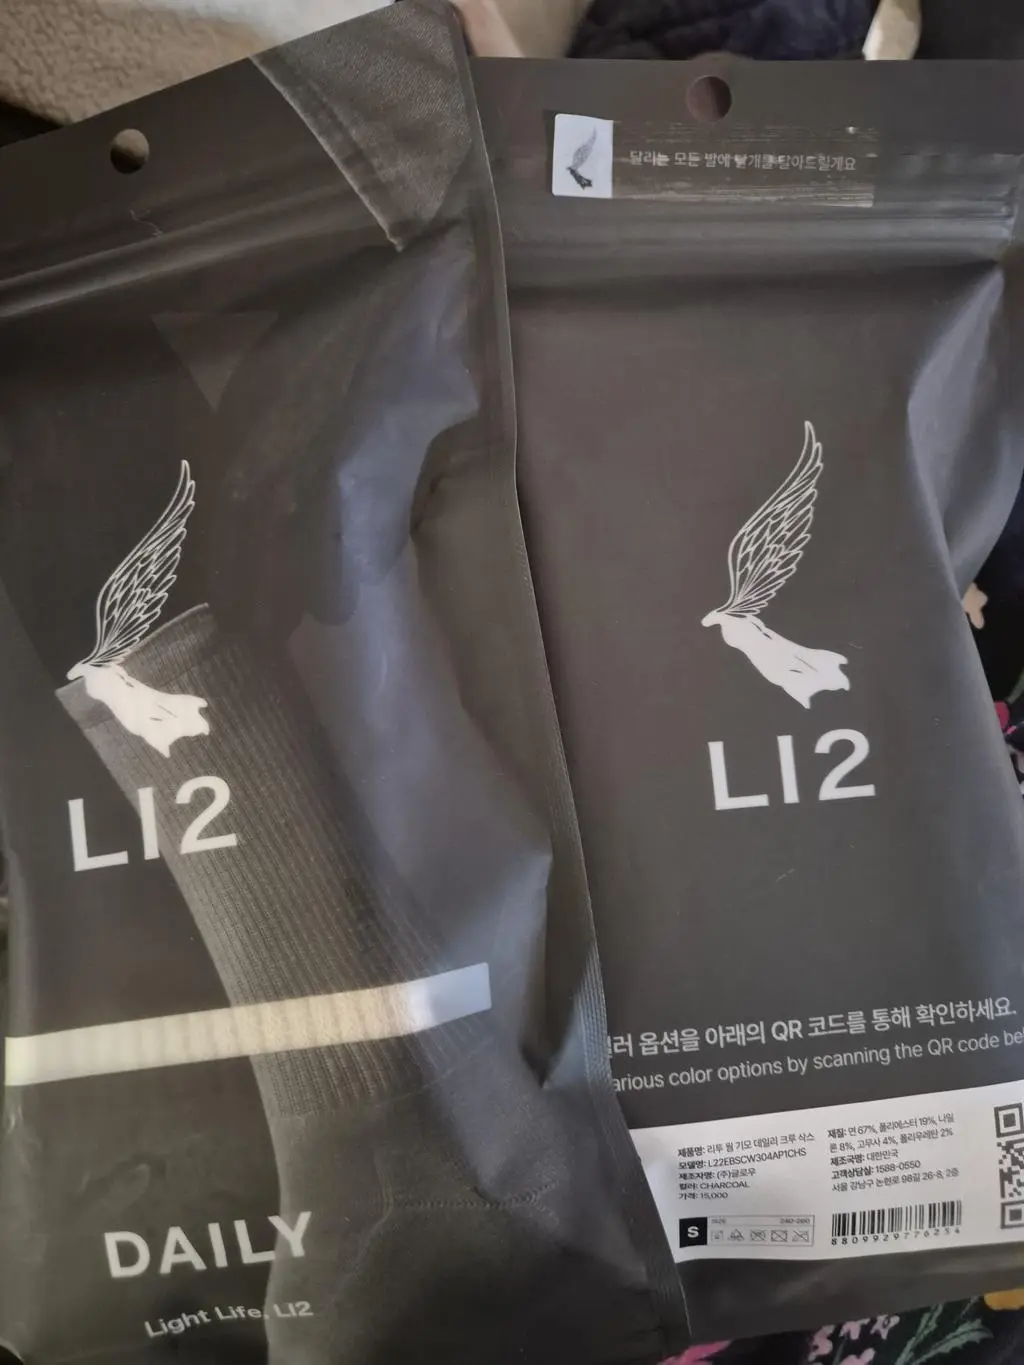 LI2
DAILY
Light Life, LI2
달리는 모든 발에 날개를 달아드릴게요
LI2
옵션을 아래의 QR 코드를 통해 확인하세요.
color options by scanning the QR code
제품명: 리투 웜 기모 데일리 크루 삭스
모델명: L22EBSCW304AP1CHS
제조자명: (주)글로우
컬러: CHARCOAL
가격: 15,000
재질: 면 67%, 폴리에스터 19%, 나일
론 8%, 고무사 4%, 폴리우레탄 2%
제조국명: 대한민국
고객상담실: 1588-0550
서울 강남구 논현로 98길 26-8, 2층
S
SIZE
240-260
8809929776254